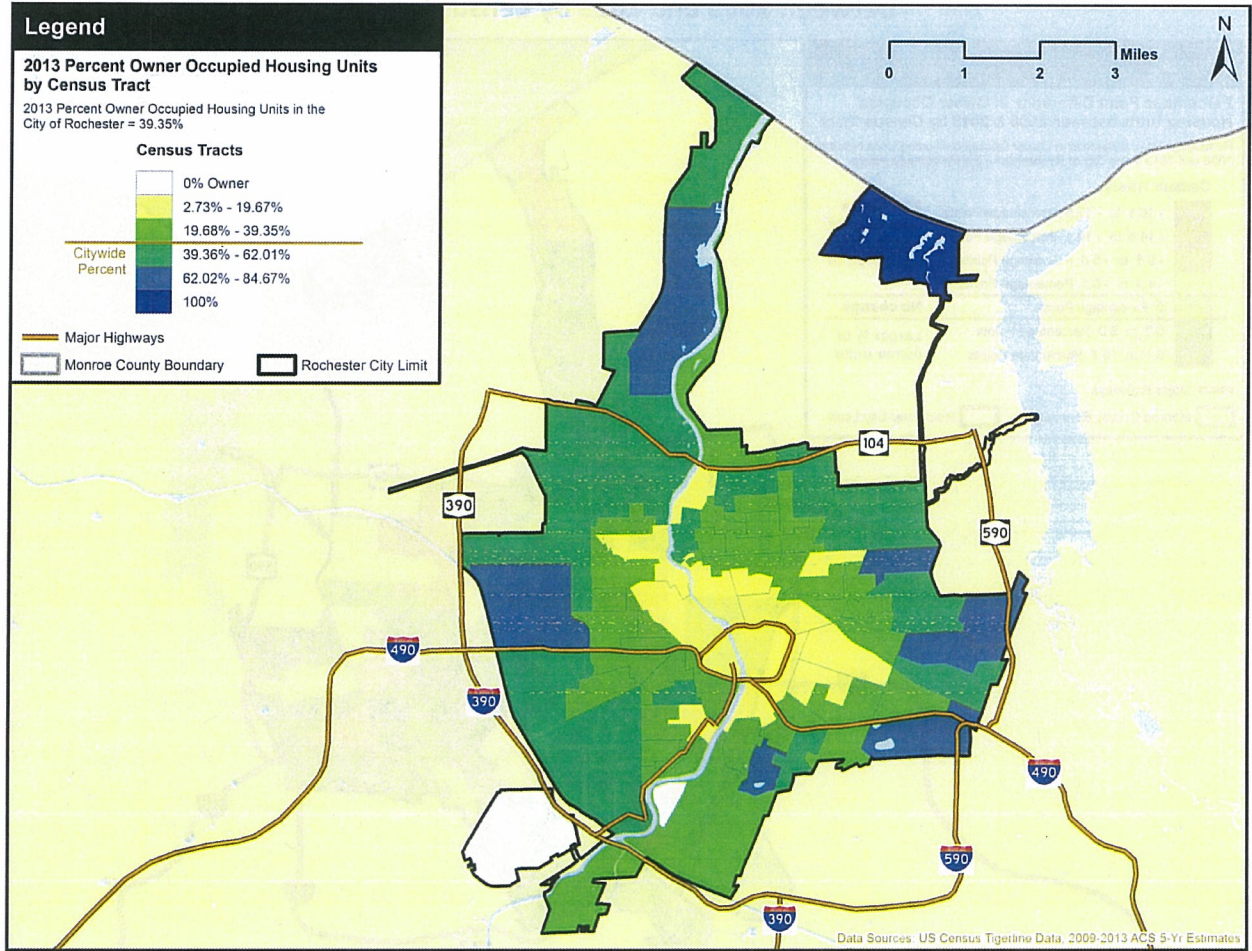 Legend
2013 Percent Owner Occupied Housing Units
by Census Tract
2013 Percent Owner Occupied Housing Units in the
City of Rochester = 39.35%
Census Tracts
0% Owner
2.73% - 19.67%
19.68% - 39.35%
Citywide
Percent
39.36% - 62.01%
62.02% - 84.67%
100%
Major Highways
Monroe County Boundary
Rochester City Limit
N
0 1 2 3 Miles
104
390
590
490
390
490
590
390
Data Sources: US Census Tigerline Data, 2009-2013 ACS 5-Yr Estimates